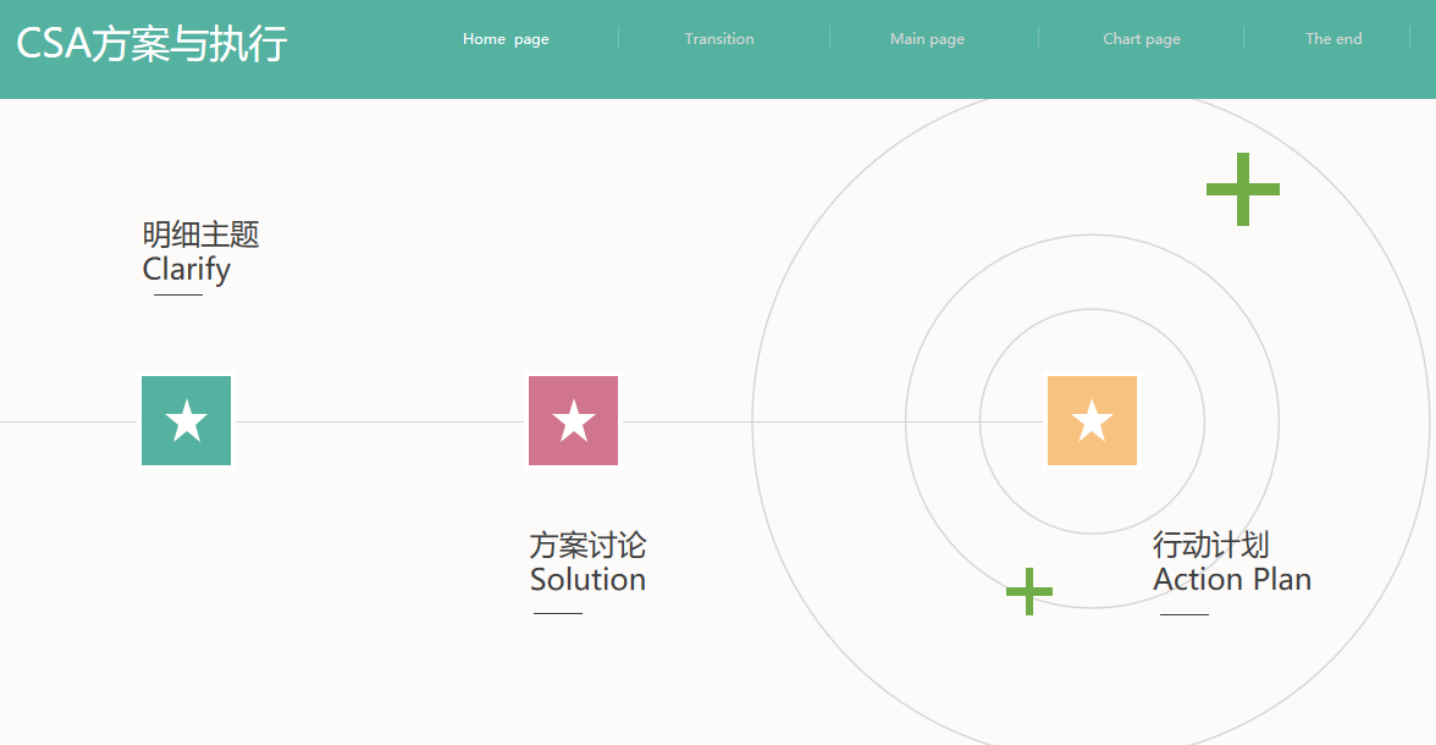 CSA方案与执行
Home page
Transition
Main page
Chart page
The end
明细主题
Clarify
方案讨论
Solution
行动计划
Action Plan